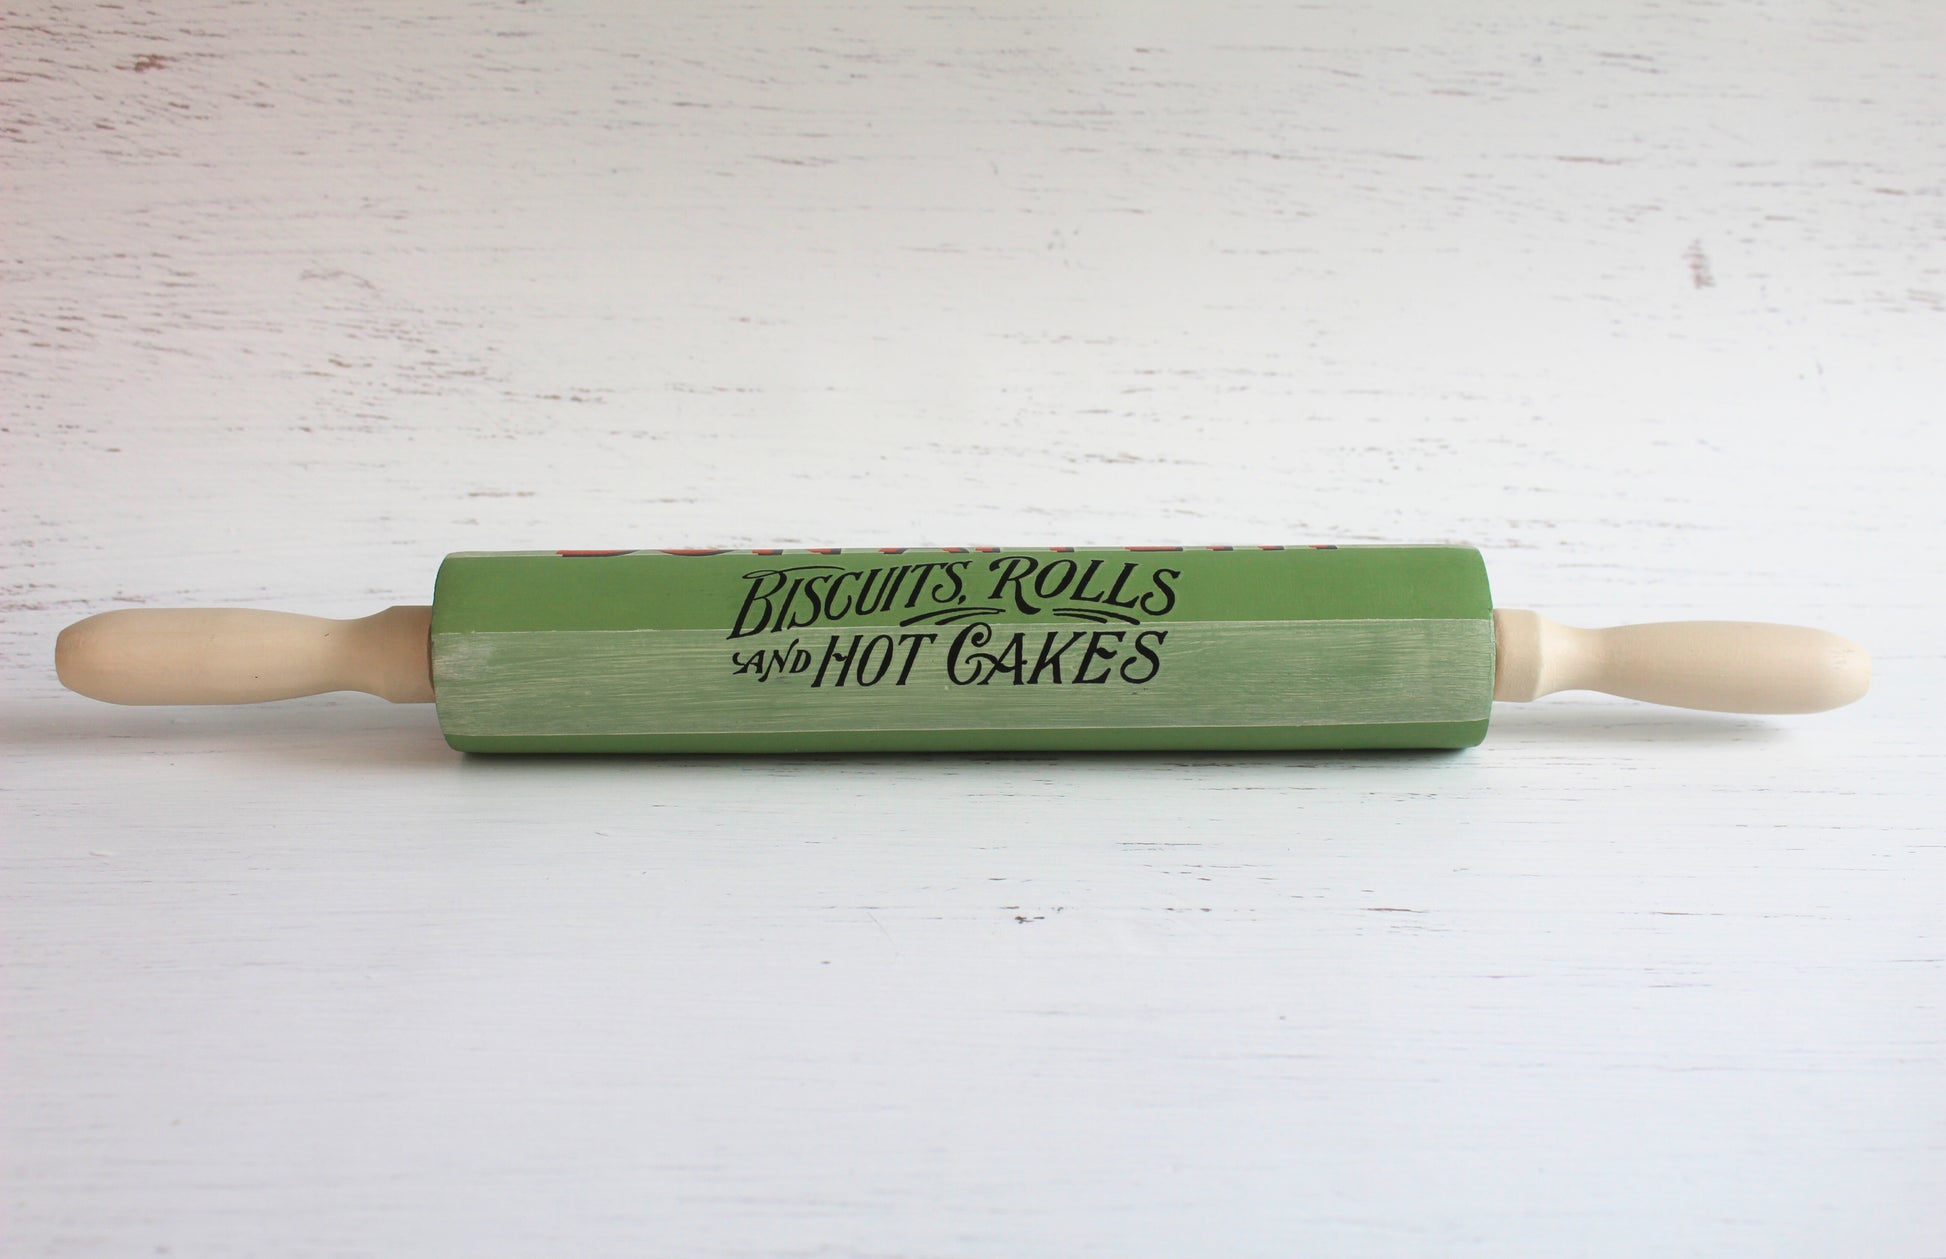 BISCUITS, ROLLS
AND HOT CAKES